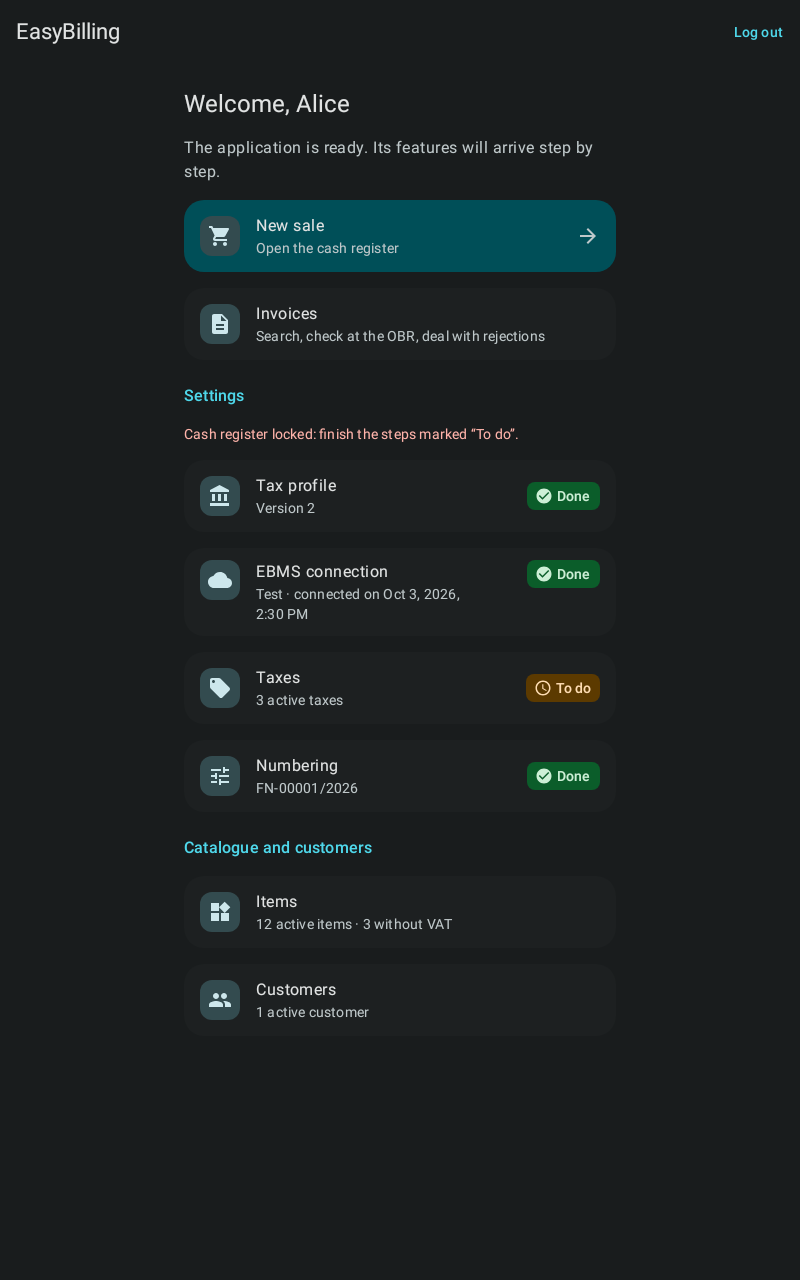 EasyBilling
Log out
Welcome, Alice
The application is ready. Its features will arrive step by
step.
New sale
Open the cash register
Invoices
Search, check at the OBR, deal with rejections
Settings
Cash register locked: finish the steps marked “To do”.
Tax profile
Version 2
Done
EBMS connection
Test · connected on Oct 3, 2026,
2:30 PM
Done
Taxes
3 active taxes
To do
Numbering
FN-00001/2026
Done
Catalogue and customers
Items
12 active items · 3 without VAT
Customers
1 active customer